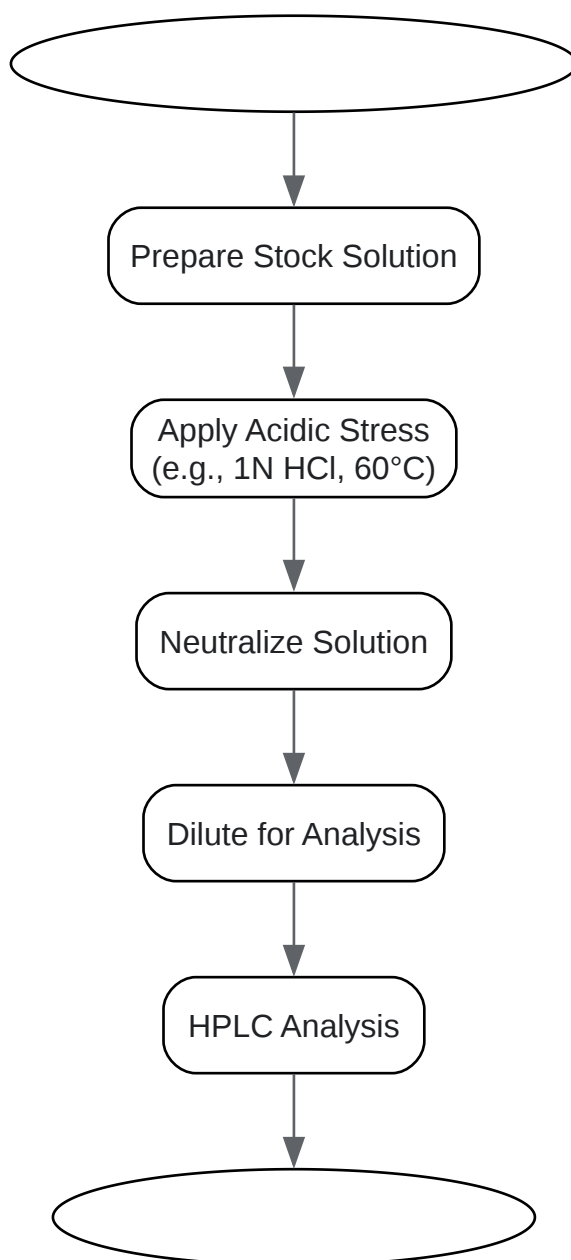 Prepare Stock Solution
Apply Acidic Stress
(e.g., 1N HCl, 60°C)
Neutralize Solution
Dilute for Analysis
HPLC Analysis